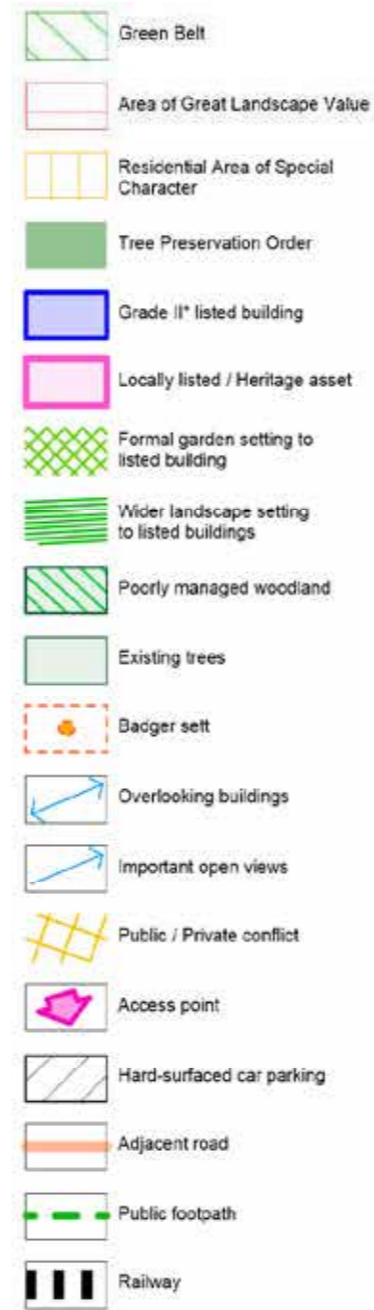 Green Belt
Area of Great Landscape Value
Residential Area of Special
Character
Tree Preservation Order
Grade II* listed building
Locally listed / Heritage asset
Formal garden setting to
listed building
Wider landscape setting
to listed buildings
Poorly managed woodland
Existing trees
Badger sett
Overlooking buildings
Important open views
Public / Private conflict
Access point
Hard-surfaced car parking
Adjacent road
Public footpath
Railway